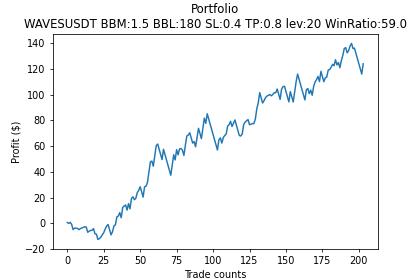 Portfolio
WAVESUSDT BBM:1.5 BBL:180 SL:0.4 TP:0.8 lev:20 WinRatio:59.0
140
120
100
80
60
40
20
0
−20
Profit ($)
0 25 50 75 100 125 150 175 200
Trade counts